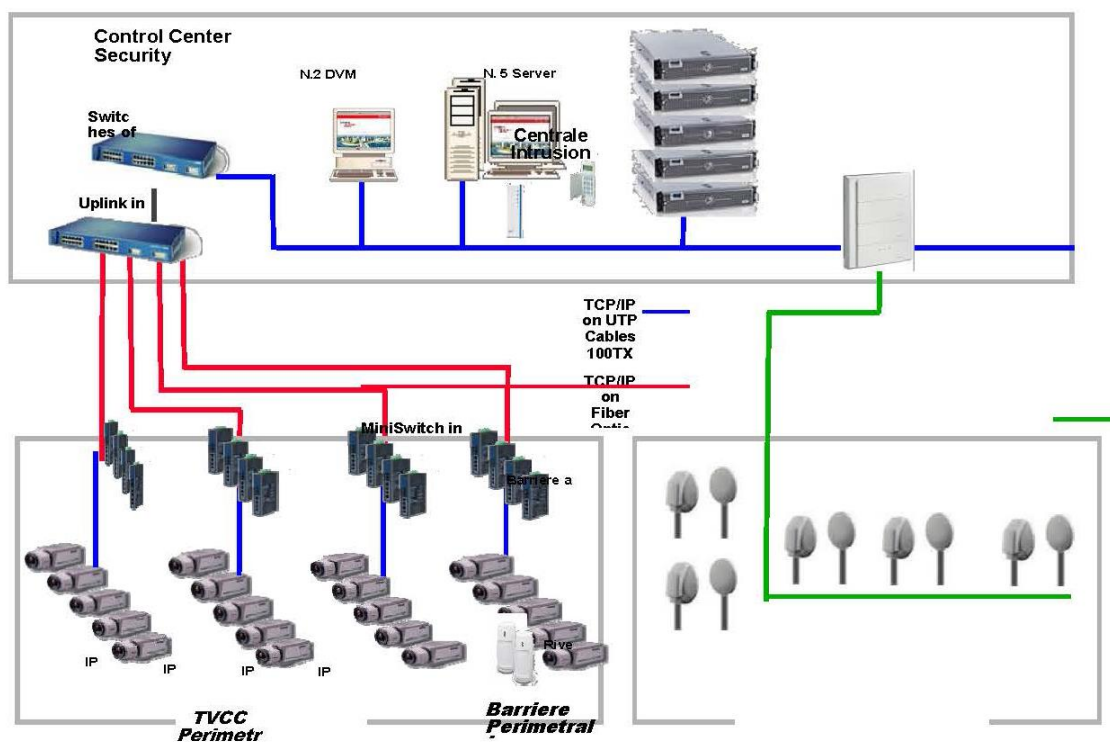 Control Center
Security
N.2 DVM
N. 5 Server
Switc
hes of
Centrale
Intrusion
Uplink in
TCP/IP
on UTP
Cables
100TX
TCP/IP
on
Fiber
Optic
MiniSwitch in
Barriere a
Rive
IP
IP
IP
IP
TVCC
Perimetr
Barriere
Perimetral